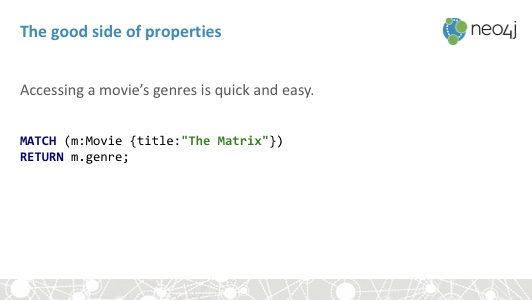 The good side of properties
neo4j
Accessing a movie’s genres is quick and easy.
MATCH (m:Movie {title:"The Matrix"})
RETURN m.genre;